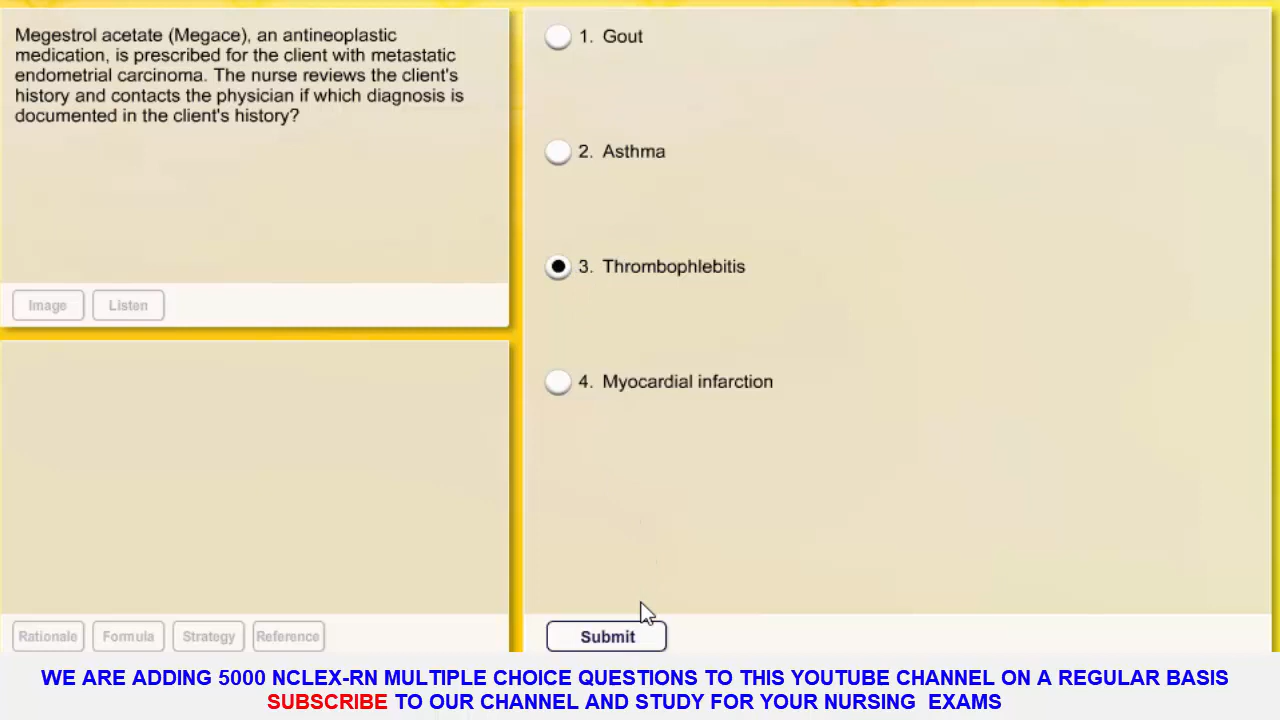 Megestrol acetate (Megace), an antineoplastic
medication, is prescribed for the client with metastatic
endometrial carcinoma. The nurse reviews the client's
history and contacts the physician if which diagnosis is
documented in the client's history?
Image Listen
1. Gout
2. Asthma
3. Thrombophlebitis
4. Myocardial infarction
Rationale Formula Strategy Reference
Submit
WE ARE ADDING 5000 NCLEX-RN MULTIPLE CHOICE QUESTIONS TO THIS YOUTUBE CHANNEL ON A REGULAR BASIS
SUBSCRIBE TO OUR CHANNEL AND STUDY FOR YOUR NURSING EXAMS